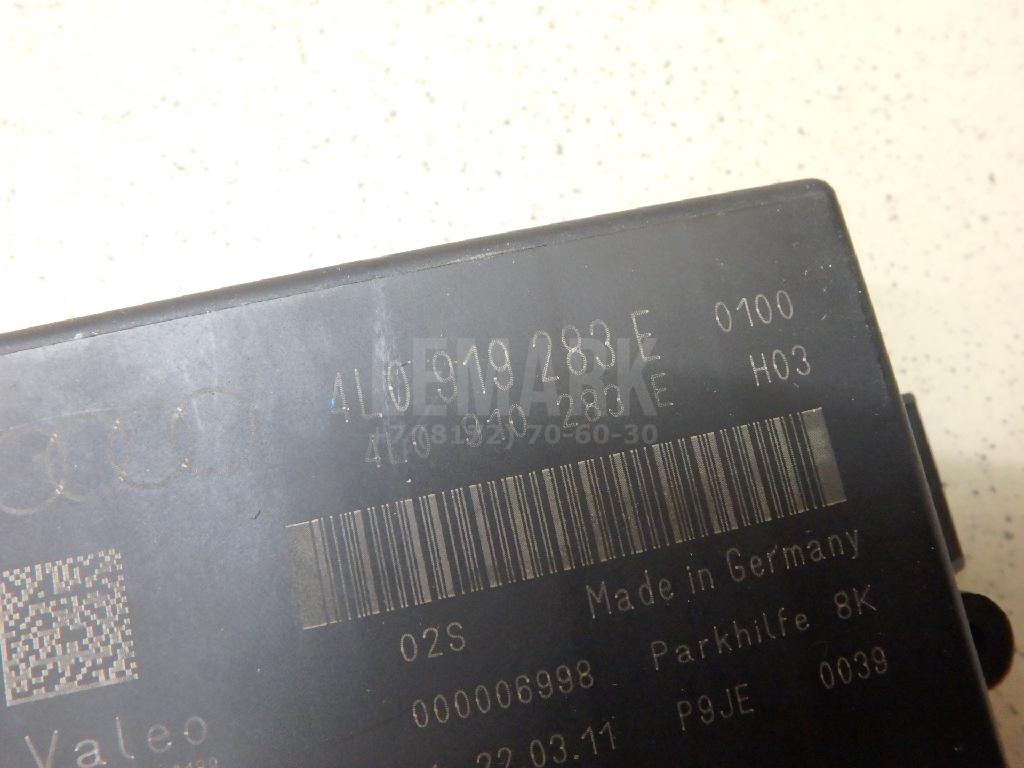 4L0 919 283 E 0100
4L0 910 283 E H03
LEMARK
+7(8192) 70-60-30
Made in Germany
02S
Parkhilfe 8K
000006998
P9JE 0039
22.03.11
Valeo